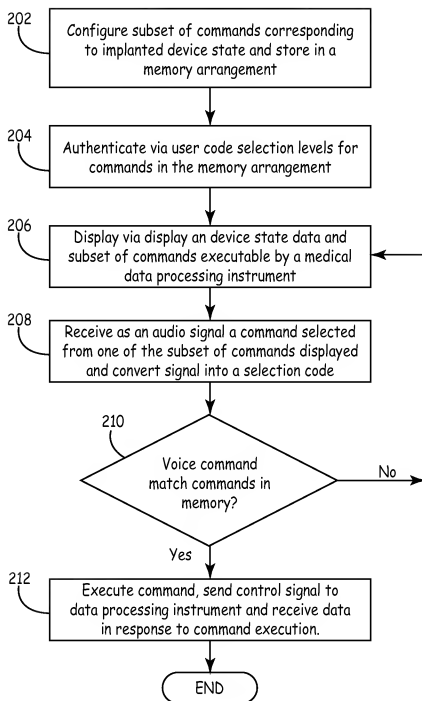 202
Configure subset of commands corresponding
to implanted device state and store in a
memory arrangement
204
Authenticate via user code selection levels for
commands in the memory arrangement
206
Display via display an device state data and
subset of commands executable by a medical
data processing instrument
208
Receive as an audio signal a command selected
from one of the subset of commands displayed
and convert signal into a selection code
210
Voice command
match commands in
memory?
No
Yes
212
Execute command, send control signal to
data processing instrument and receive data
in response to command execution.
END